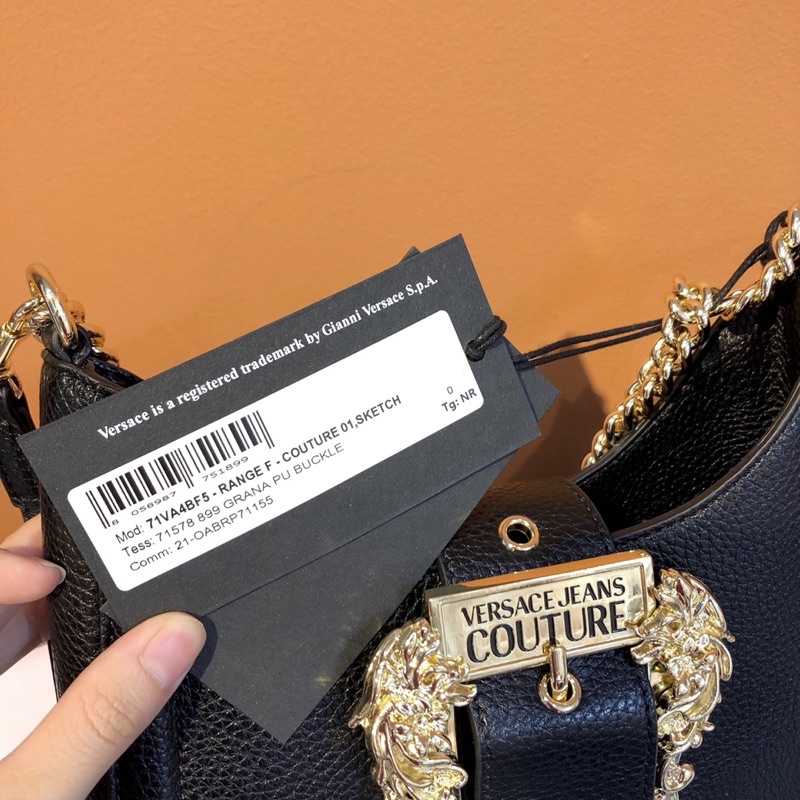 Versace is a registered trademark by Gianni Versace S.p.A.
8 058987 751899
0
Tg: NR
Mod: 71VA4BF5 - RANGE F - COUTURE 01,SKETCH
Tess: 71578 899 GRANA PU BUCKLE
Comm: 21-OABRP71155
VERSACE JEANS
COUTURE